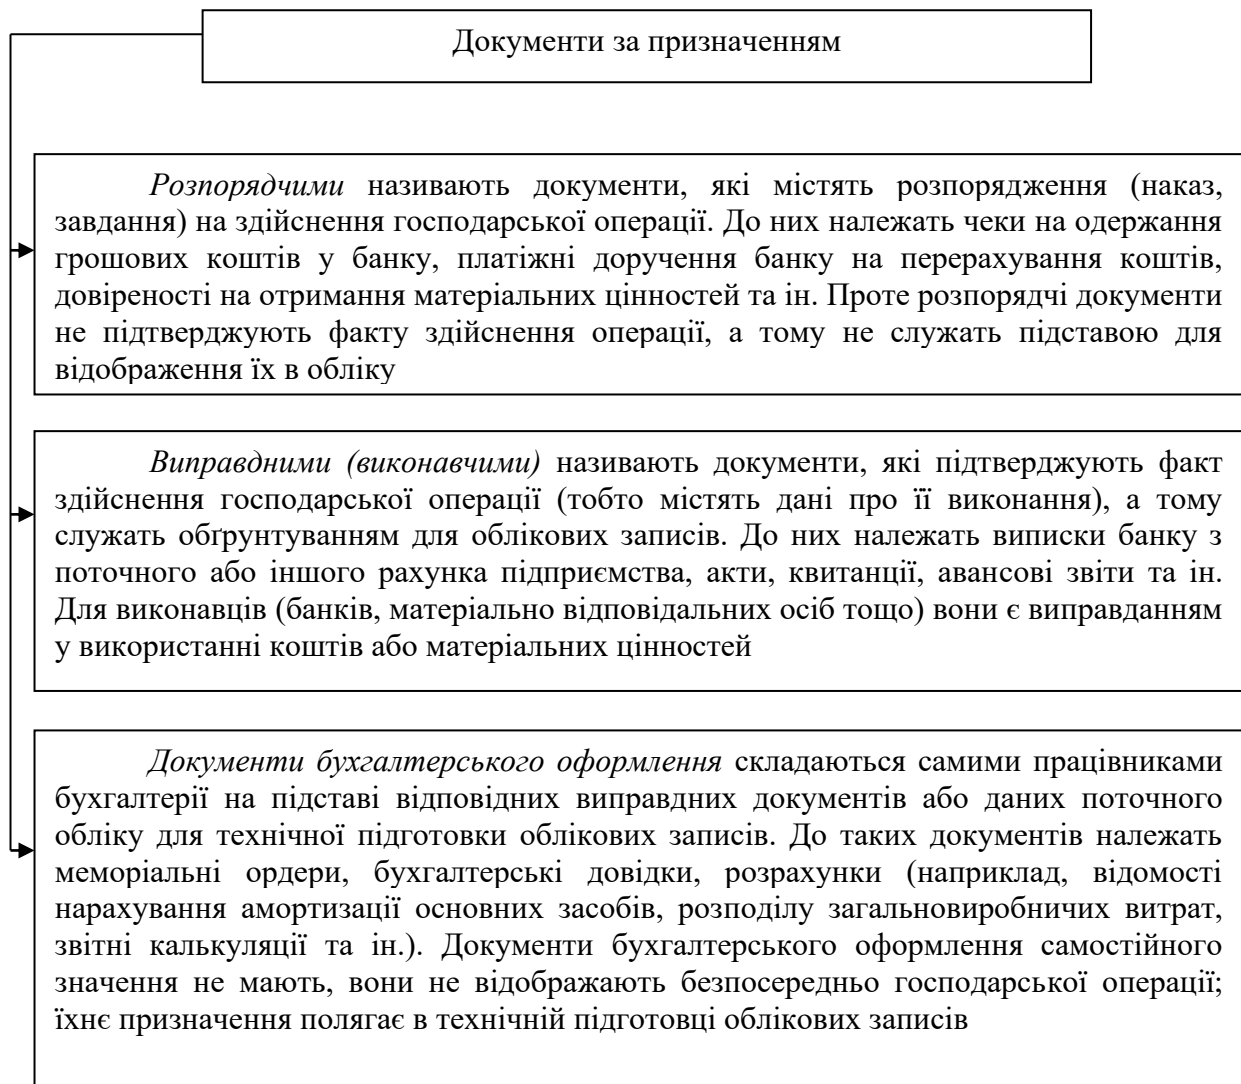 Документи за призначенням
Розпорядчими називають документи, які містять розпорядження (наказ,
завдання) на здійснення господарської операції. До них належать чеки на одержання
грошових коштів у банку, платіжні доручення банку на перерахування коштів,
довіреності на отримання матеріальних цінностей та ін. Проте розпорядчі документи
не підтверджують факту здійснення операції, а тому не служать підставою для
відображення їх в обліку
Виправдними (виконавчими) називають документи, які підтверджують факт
здійснення господарської операції (тобто містять дані про її виконання), а тому
служать обґрунтуванням для облікових записів. До них належать виписки банку з
поточного або іншого рахунка підприємства, акти, квитанції, авансові звіти та ін.
Для виконавців (банків, матеріально відповідальних осіб тощо) вони є виправданням
у використанні коштів або матеріальних цінностей
Документи бухгалтерського оформлення складаються самими працівниками
бухгалтерії на підставі відповідних виправдних документів або даних поточного
обліку для технічної підготовки облікових записів. До таких документів належать
меморіальні ордери, бухгалтерські довідки, розрахунки (наприклад, відомості
нарахування амортизації основних засобів, розподілу загальновиробничих витрат,
звітні калькуляції та ін.). Документи бухгалтерського оформлення самостійного
значення не мають, вони не відображають безпосередньо господарської операції;
їхнє призначення полягає в технічній підготовці облікових записів